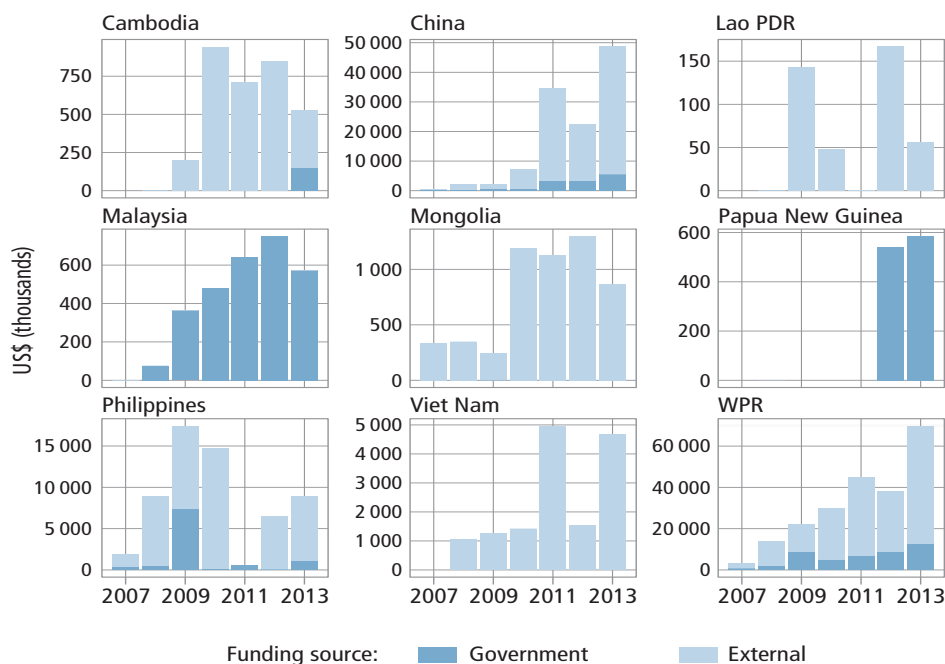 Cambodia
750
500
250
0
China
50 000
40 000
30 000
20 000
10 000
0
Lao PDR
150
100
50
0
US$ (thousands)
Malaysia
600
400
200
0
Mongolia
1 000
500
0
Papua New Guinea
600
400
200
0
Philippines
15 000
10 000
5 000
0
2007 2009 2011 2013
Viet Nam
5 000
4 000
3 000
2 000
1 000
0
2007 2009 2011 2013
WPR
60 000
40 000
20 000
0
2007 2009 2011 2013
Funding source: Government External